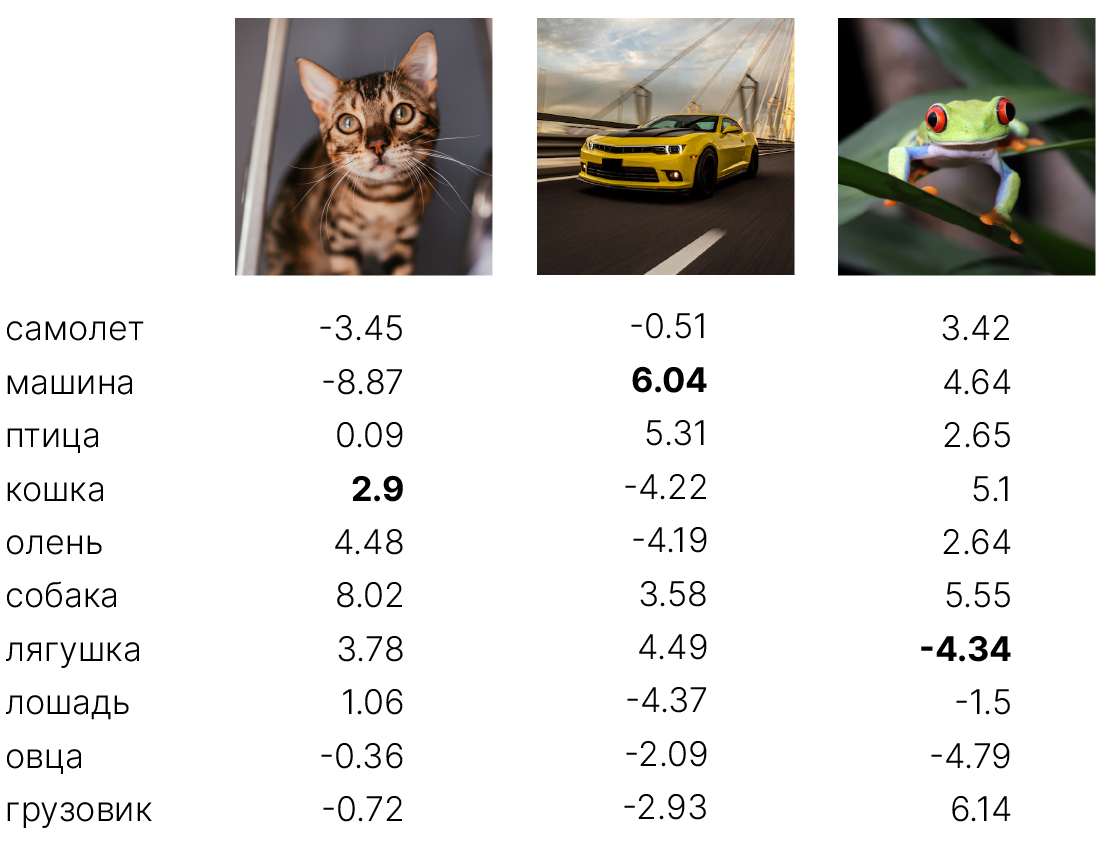 самолет -3.45 -0.51 3.42
машина -8.87 6.04 4.64
птица 0.09 5.31 2.65
кошка 2.9 -4.22 5.1
олень 4.48 -4.19 2.64
собака 8.02 3.58 5.55
лягушка 3.78 4.49 -4.34
лошадь 1.06 -4.37 -1.5
овца -0.36 -2.09 -4.79
грузовик -0.72 -2.93 6.14